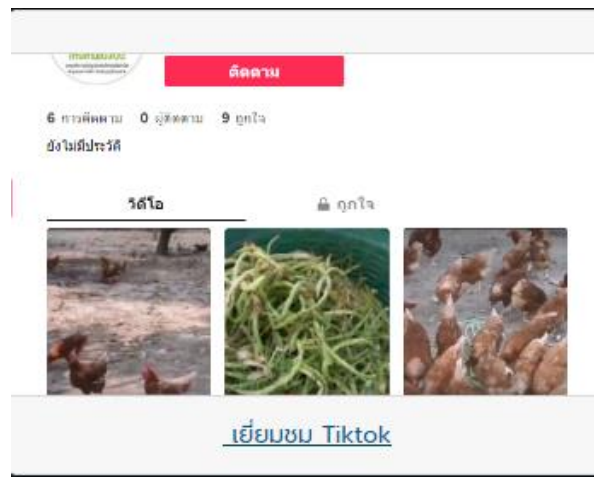 ติดตาม
6 การติดตาม 0 ผู้ติดตาม 9 ถูกใจ
ยังไม่มีประวัติ
วิดีโอ ถูกใจ
เยี่ยมชม Tiktok